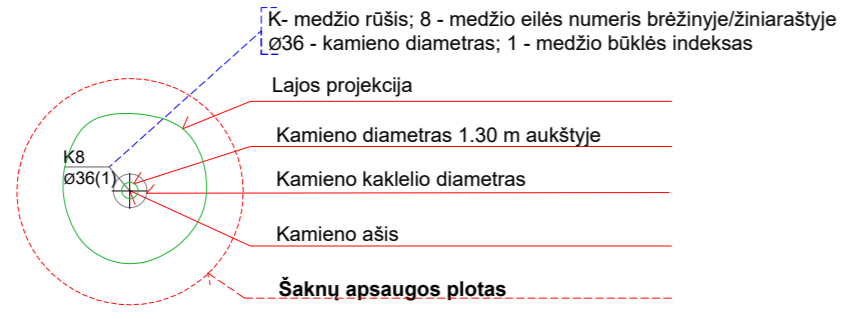 K- medžio rūšis; 8 - medžio eilės numeris brėžinyje/žiniaraštyje
Ø36 - kamieno diametras; 1 - medžio būklės indeksas
Lajos projekcija
Kamieno diametras 1.30 m aukštyje
K8
Ø36(1)
Kamieno kaklelio diametras
Kamieno ašis
Šaknų apsaugos plotas